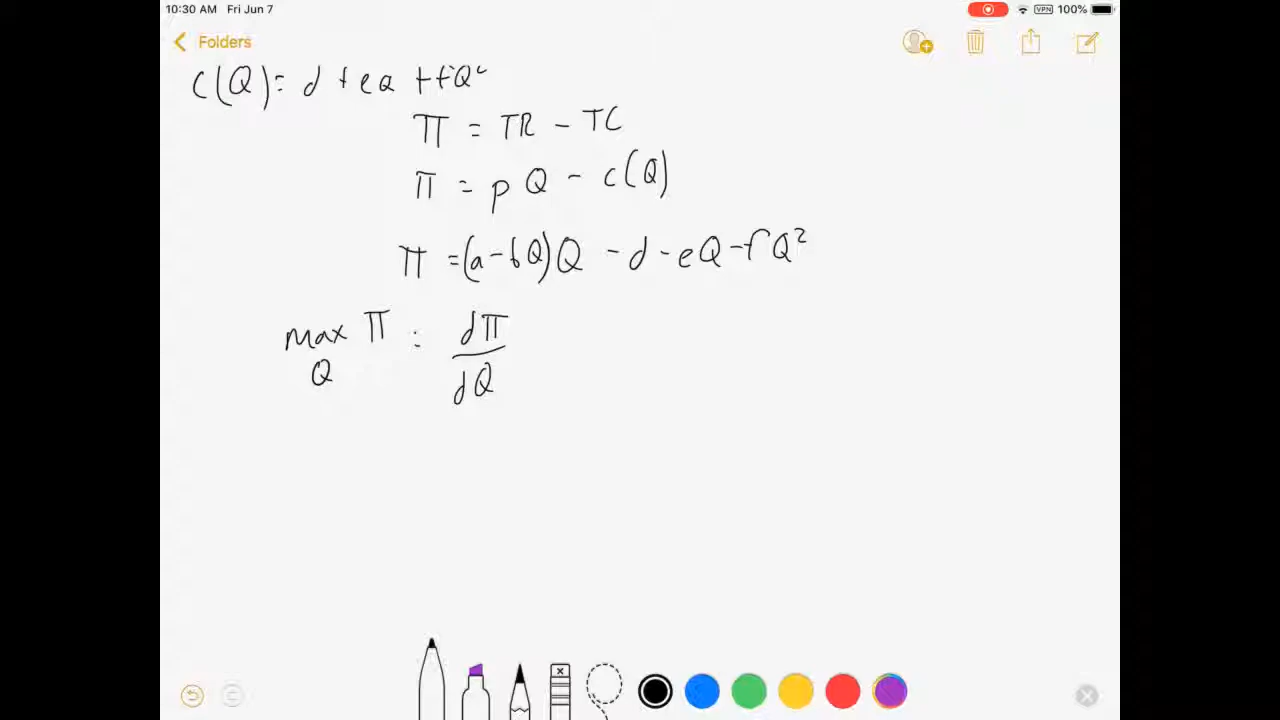 10:30 AM Fri Jun 7
VPN 100%
Folders
C(Q) = d + eQ + fQ²
π = TR - TC
π = pQ - c(Q)
π = (a - bQ)Q - d - eQ - fQ²
max π : dπ
Q dQ